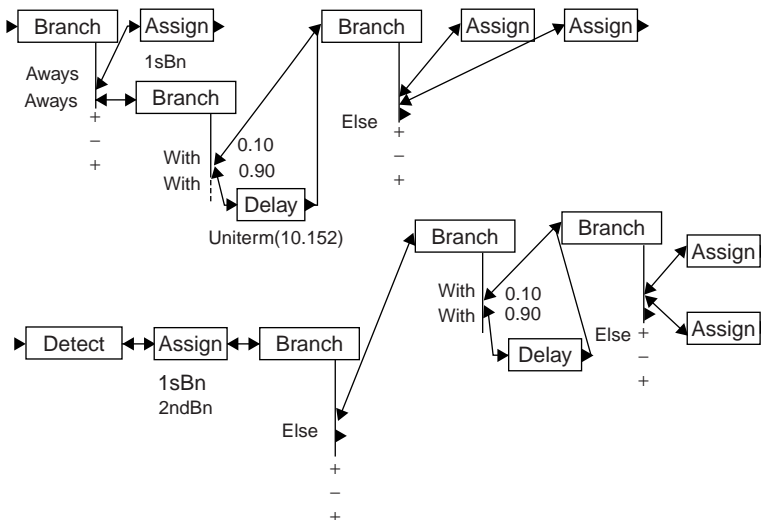 Branch
Assign
1sBn
Aways
Aways
Branch
+
–
+
With
0.10
With
0.90
Delay
Uniterm(10.152)
Branch
Assign
Assign
Else
+
–
+
Detect
Assign
1sBn
2ndBn
Branch
Else
+
–
+
Branch
With
0.10
With
0.90
Delay
Branch
Assign
Assign
Else
+
–
+